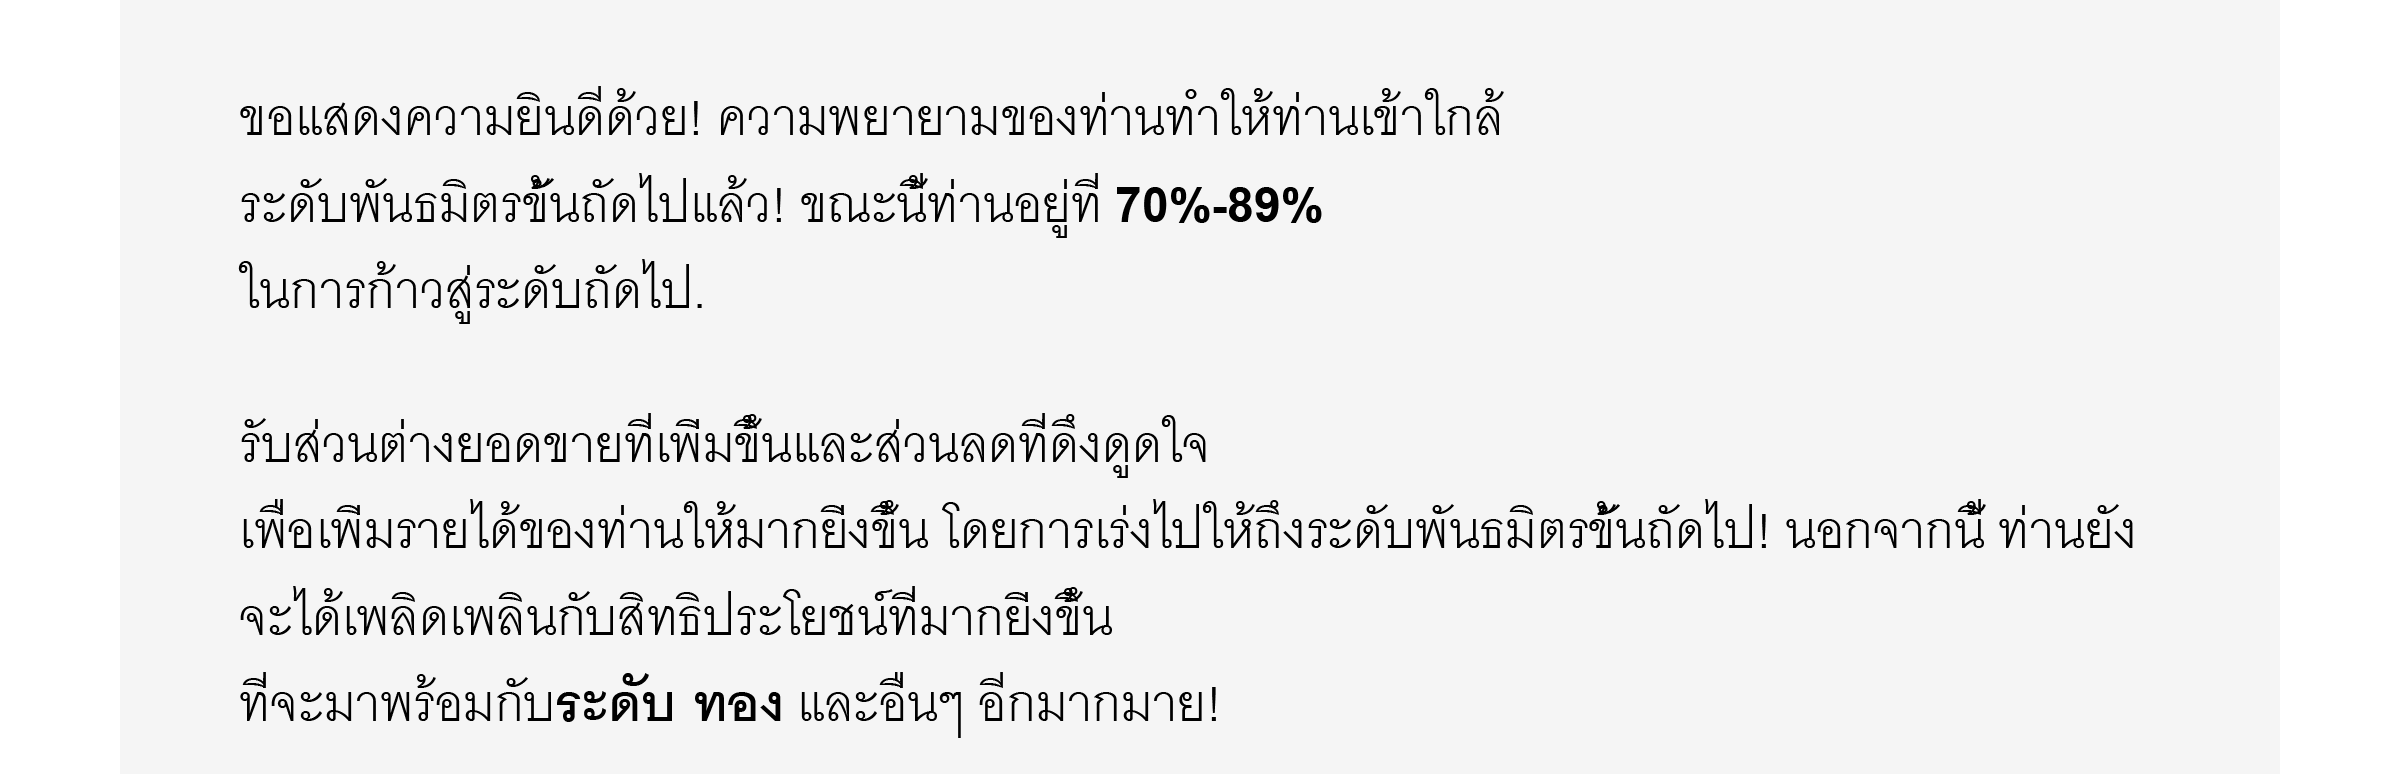 ขอแสดงความยินดีด้วย! ความพยายามของท่านทำให้ท่านเข้าใกล้
ระดับพันธมิตรขั้นถัดไปแล้ว! ขณะนี้ท่านอยู่ที่ 70%-89%
ในการก้าวสู่ระดับถัดไป.
รับส่วนต่างยอดขายที่เพิ่มขึ้นและส่วนลดที่ดึงดูดใจ
เพื่อเพิ่มรายได้ของท่านให้มากยิ่งขึ้น โดยการเร่งไปให้ถึงระดับพันธมิตรขั้นถัดไป! นอกจากนี้ ท่านยัง
จะได้เพลิดเพลินกับสิทธิประโยชน์ที่มากยิ่งขึ้น
ที่จะมาพร้อมกับระดับ ทอง และอื่นๆ อีกมากมาย!